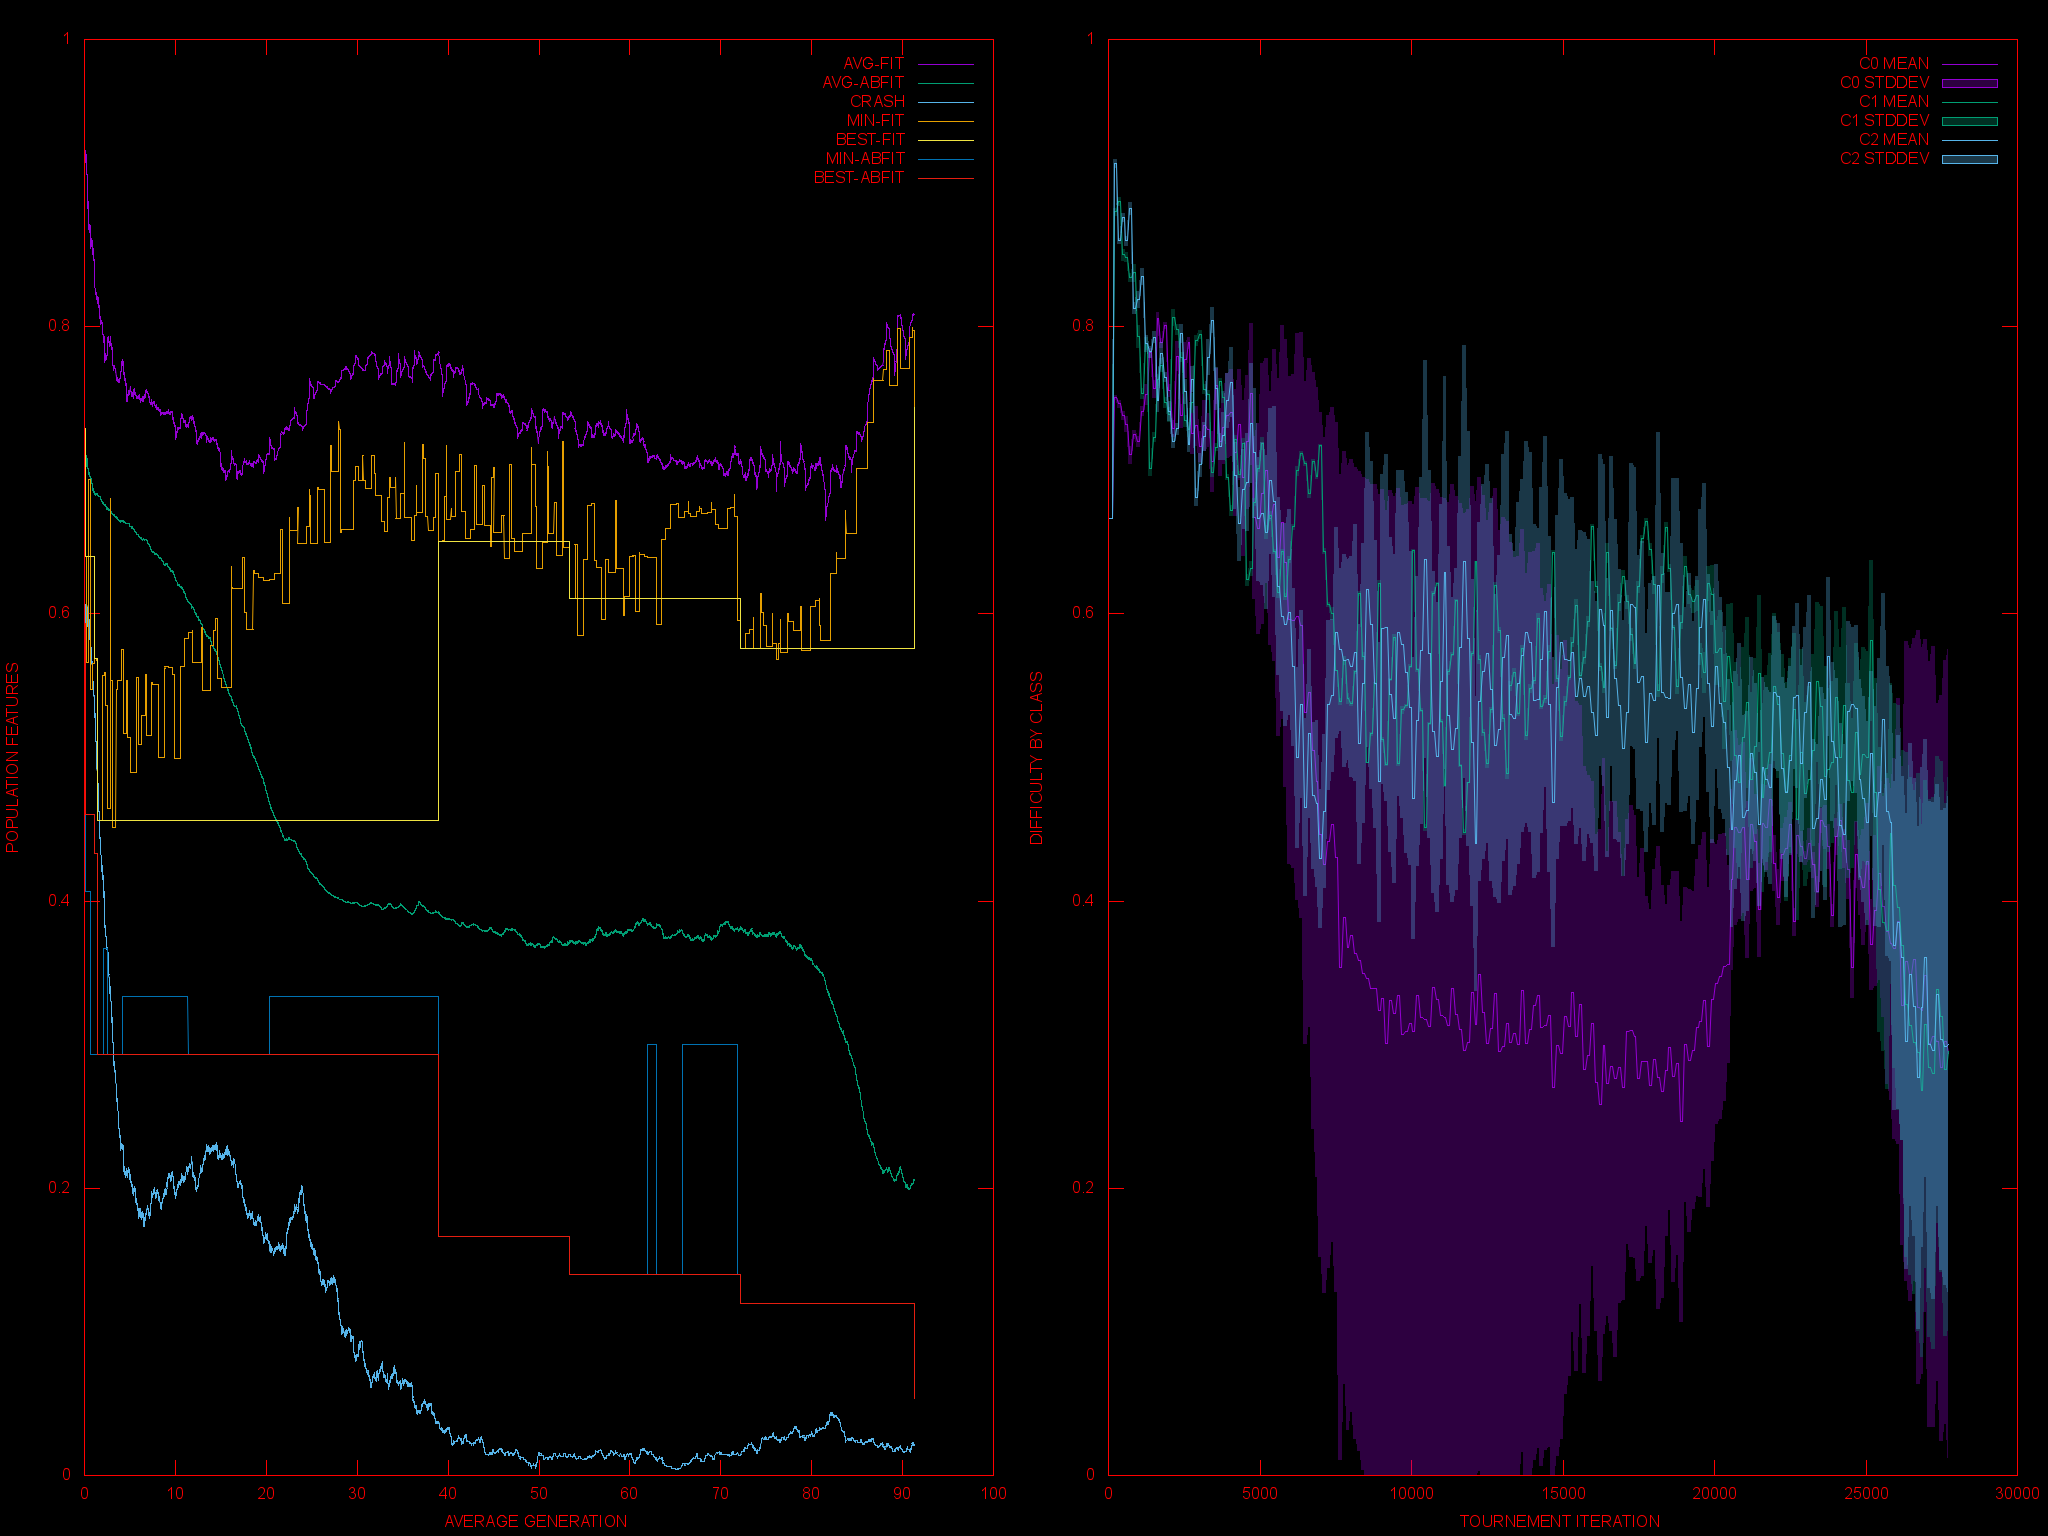 1
0.8
0.6
0.4
0.2
0
POPULATION FEATURES
AVG-FIT
AVG-ABFIT
CRASH
MIN-FIT
BEST-FIT
MIN-ABFIT
BEST-ABFIT
0 10 20 30 40 50 60 70 80 90 100
AVERAGE GENERATION
1
0.8
0.6
0.4
0.2
0
DIFFICULTY BY CLASS
C0 MEAN
C0 STDDEV
C1 MEAN
C1 STDDEV
C2 MEAN
C2 STDDEV
0 5000 10000 15000 20000 25000 30000
TOURNEMENT ITERATION